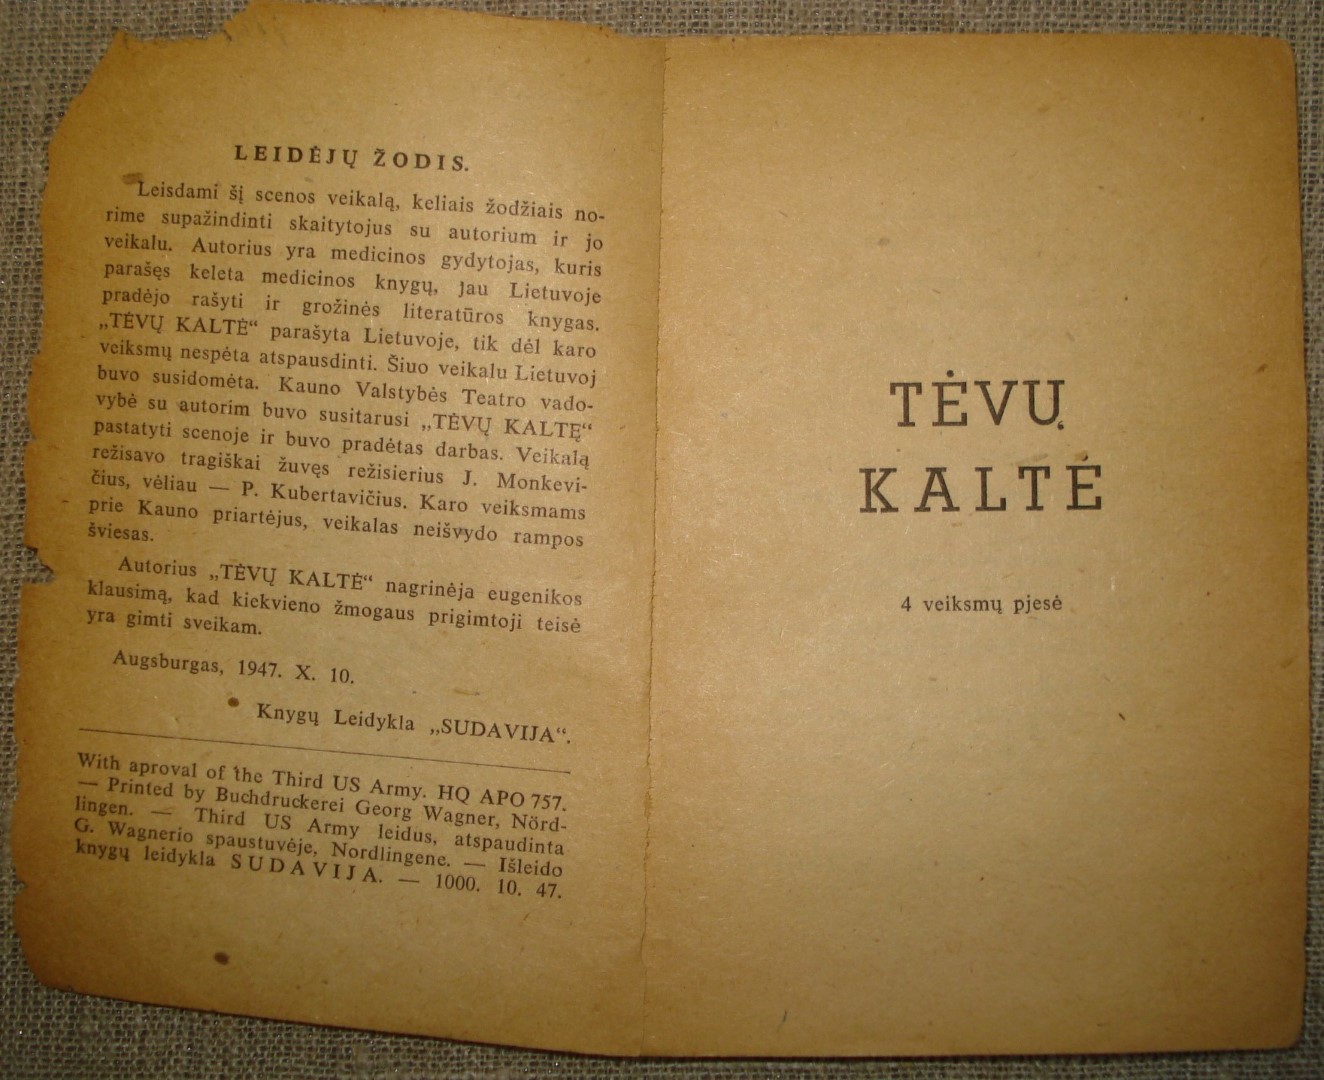 LEIDĖJŲ ŽODIS.
Leisdami šį scenos veikalą, keliais žodžiais no-
rime supažindinti skaitytojus su autorium ir jo
veikalu. Autorius yra medicinos gydytojas, kuris
parašęs keleta medicinos knygų, jau Lietuvoje
pradėjo rašyti ir grožinės literatūros knygas.
„TĖVŲ KALTĖ“ parašyta Lietuvoje, tik dėl karo
veiksmų nespėta atspausdinti. Šiuo veikalu Lietuvoj
buvo susidomėta. Kauno Valstybės Teatro vado-
vybė su autorim buvo susitarusi „TĖVŲ KALTĘ“
pastatyti scenoje ir buvo pradėtas darbas. Veikalą
režisavo tragiškai žuvęs režisierius J. Monkevi-
čius, vėliau — P. Kubertavičius. Karo veiksmams
prie Kauno priartėjus, veikalas neišvydo rampos
šviesas.
Autorius „TĖVŲ KALTĖ“ nagrinėja eugenikos
klausimą, kad kiekvieno žmogaus prigimtoji teisė
yra gimti sveikam.
Augsburgas, 1947. X. 10.
Knygų Leidykla „SUDAVIJA“.
With aproval of the Third US Army. HQ APO 757.
— Printed by Buchdruckerei Georg Wagner, Nörd-
lingen. — Third US Army leidus, atspaudinta
G. Wagnerio spaustuvėje, Nordlingene. — Išleido
knygų leidykla SUDAVIJA. — 1000. 10. 47.
TĖVŲ
KALTĖ
4 veiksmų pjesė